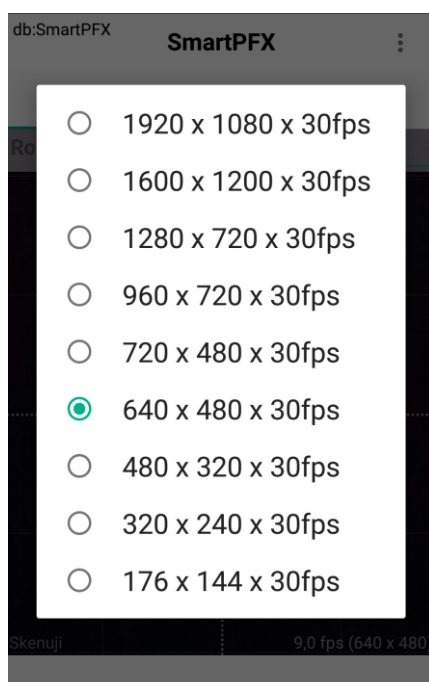 db:SmartPFX
SmartPFX
Ro
1920 x 1080 x 30fps
1600 x 1200 x 30fps
1280 x 720 x 30fps
960 x 720 x 30fps
720 x 480 x 30fps
640 x 480 x 30fps
480 x 320 x 30fps
320 x 240 x 30fps
176 x 144 x 30fps
Skenuji
9,0 fps (640 x 480)